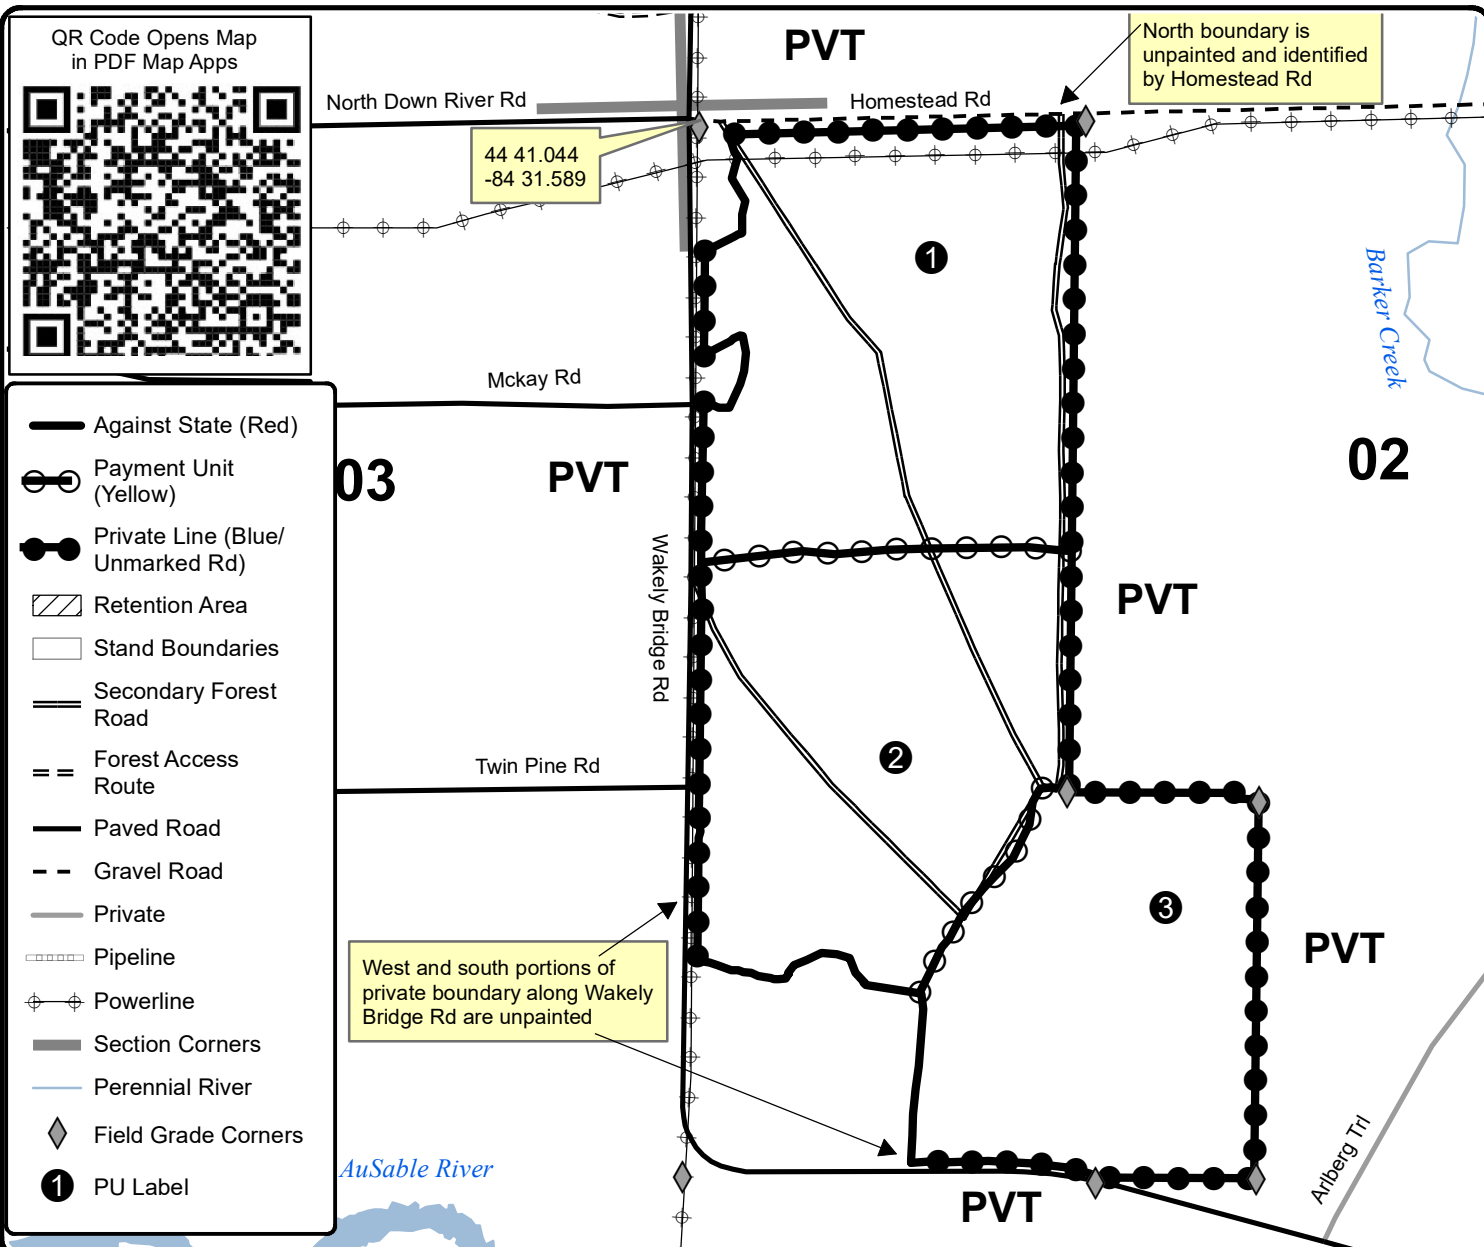 QR Code Opens Map
in PDF Map Apps
PVT
North boundary is
unpainted and identified
by Homestead Rd
North Down River Rd
Homestead Rd
44 41.044
-84 31.589
1
Barker Creek
Mckay Rd
Against State (Red)
Payment Unit
(Yellow)
Private Line (Blue/
Unmarked Rd)
Retention Area
Stand Boundaries
Secondary Forest
Road
Forest Access
Route
Paved Road
Gravel Road
Private
Pipeline
Powerline
Section Corners
Perennial River
Field Grade Corners
1 PU Label
03
PVT
02
Wakely Bridge Rd
PVT
2
Twin Pine Rd
3
PVT
West and south portions of
private boundary along Wakely
Bridge Rd are unpainted
AuSable River
PVT
Arlberg Trl